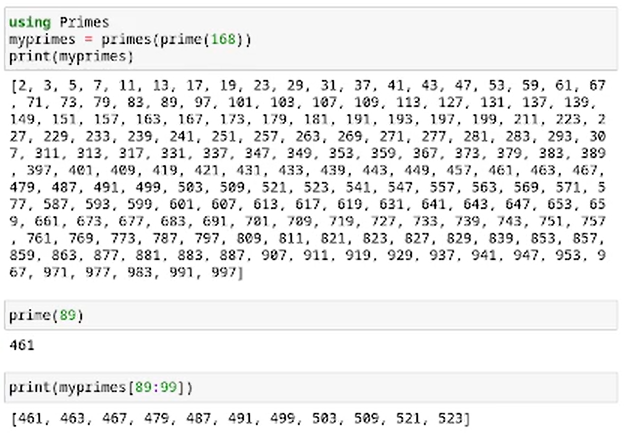 using Primes
myprimes = primes(prime(168))
print(myprimes)
[2, 3, 5, 7, 11, 13, 17, 19, 23, 29, 31, 37, 41, 43, 47, 53, 59, 61, 67
, 71, 73, 79, 83, 89, 97, 101, 103, 107, 109, 113, 127, 131, 137, 139,
149, 151, 157, 163, 167, 173, 179, 181, 191, 193, 197, 199, 211, 223, 2
27, 229, 233, 239, 241, 251, 257, 263, 269, 271, 277, 281, 283, 293, 30
7, 311, 313, 317, 331, 337, 347, 349, 353, 359, 367, 373, 379, 383, 389
, 397, 401, 409, 419, 421, 431, 433, 439, 443, 449, 457, 461, 463, 467,
479, 487, 491, 499, 503, 509, 521, 523, 541, 547, 557, 563, 569, 571, 5
77, 587, 593, 599, 601, 607, 613, 617, 619, 631, 641, 643, 647, 653, 65
9, 661, 673, 677, 683, 691, 701, 709, 719, 727, 733, 739, 743, 751, 757
, 761, 769, 773, 787, 797, 809, 811, 821, 823, 827, 829, 839, 853, 857,
859, 863, 877, 881, 883, 887, 907, 911, 919, 929, 937, 941, 947, 953, 9
67, 971, 977, 983, 991, 997]
prime(89)
461
print(myprimes[89:99])
[461, 463, 467, 479, 487, 491, 499, 503, 509, 521, 523]